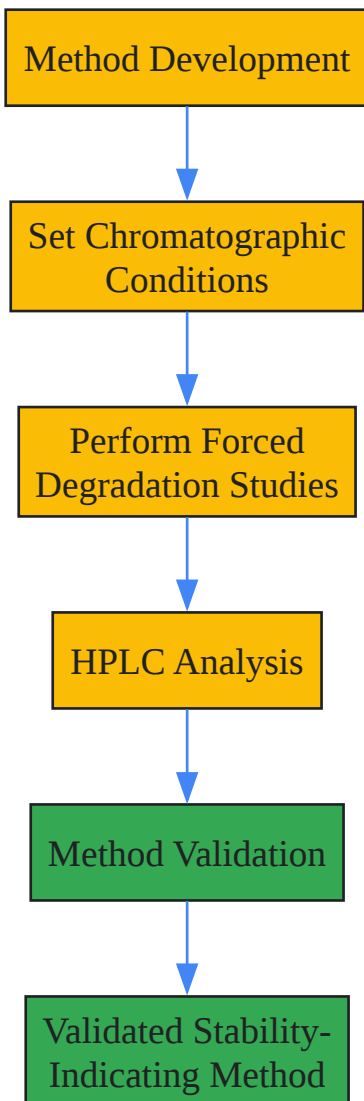 Method Development
Set Chromatographic
Conditions
Perform Forced
Degradation Studies
HPLC Analysis
Method Validation
Validated Stability-
Indicating Method